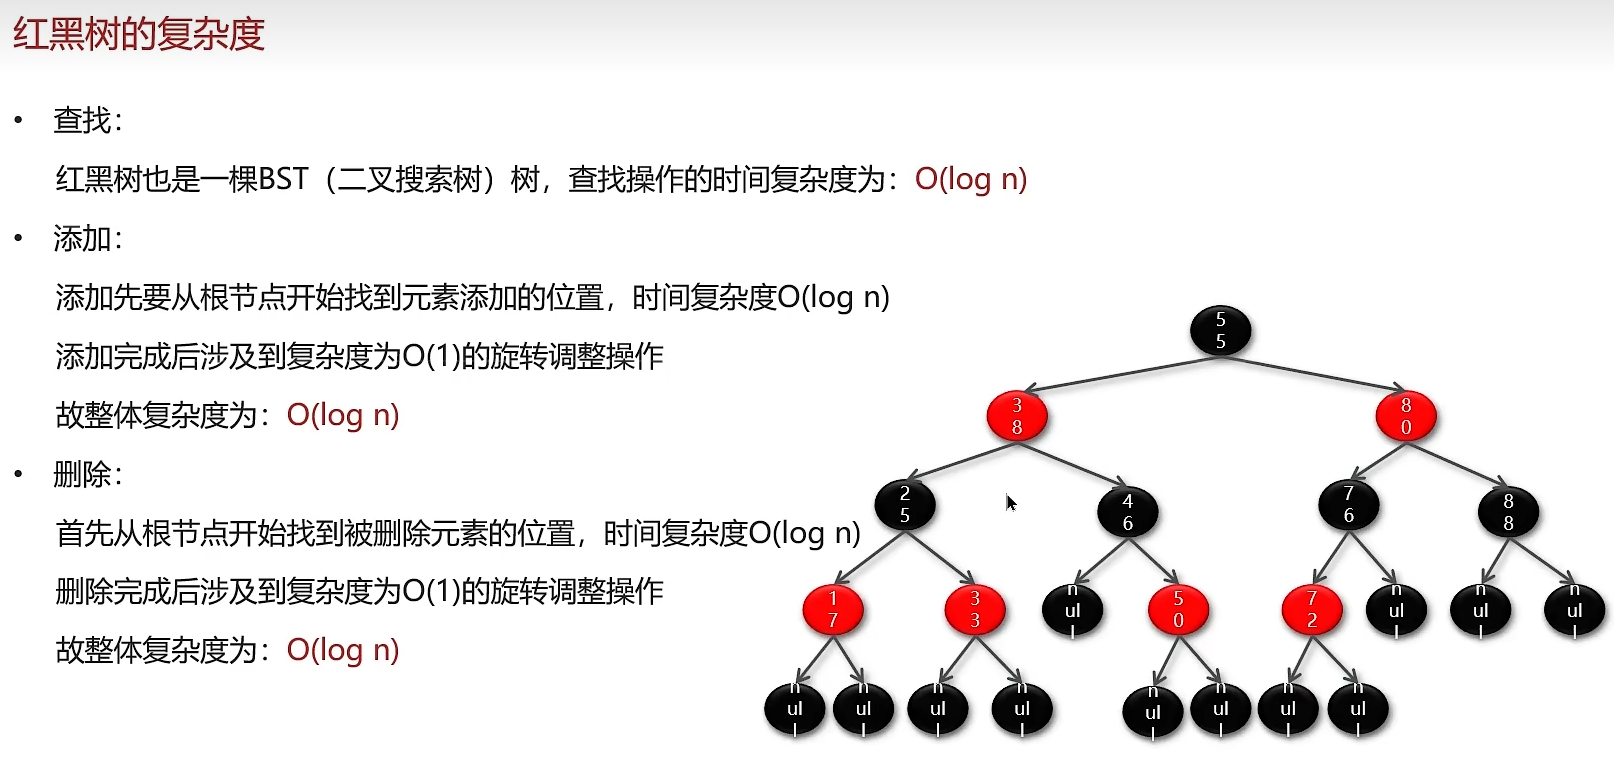 红黑树的复杂度
• 查找：
红黑树也是一棵BST（二叉搜索树）树，查找操作的时间复杂度为：O(log n)
• 添加：
添加先要从根节点开始找到元素添加的位置，时间复杂度O(log n)
添加完成后涉及到复杂度为O(1)的旋转调整操作
故整体复杂度为：O(log n)
• 删除：
首先从根节点开始找到被删除元素的位置，时间复杂度O(log n)
删除完成后涉及到复杂度为O(1)的旋转调整操作
故整体复杂度为：O(log n)
55
38
80
25
46
76
88
17
33
null
50
72
null
null
null
null
null
null
null
null
null
null
null